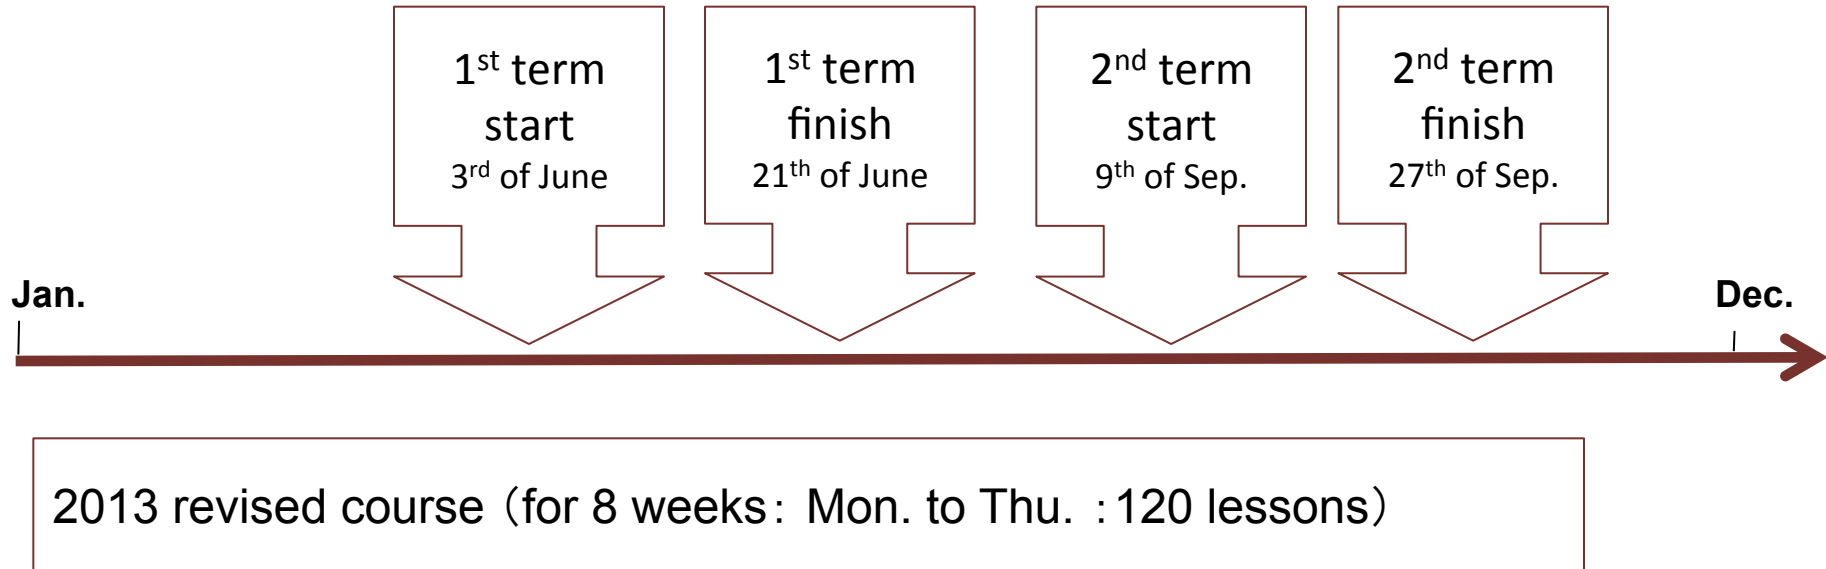 1st term
start
3rd of June
1st term
finish
21th of June
2nd term
start
9th of Sep.
2nd term
finish
27th of Sep.
Jan.
Dec.
2013 revised course（for 8 weeks： Mon. to Thu. ：120 lessons）